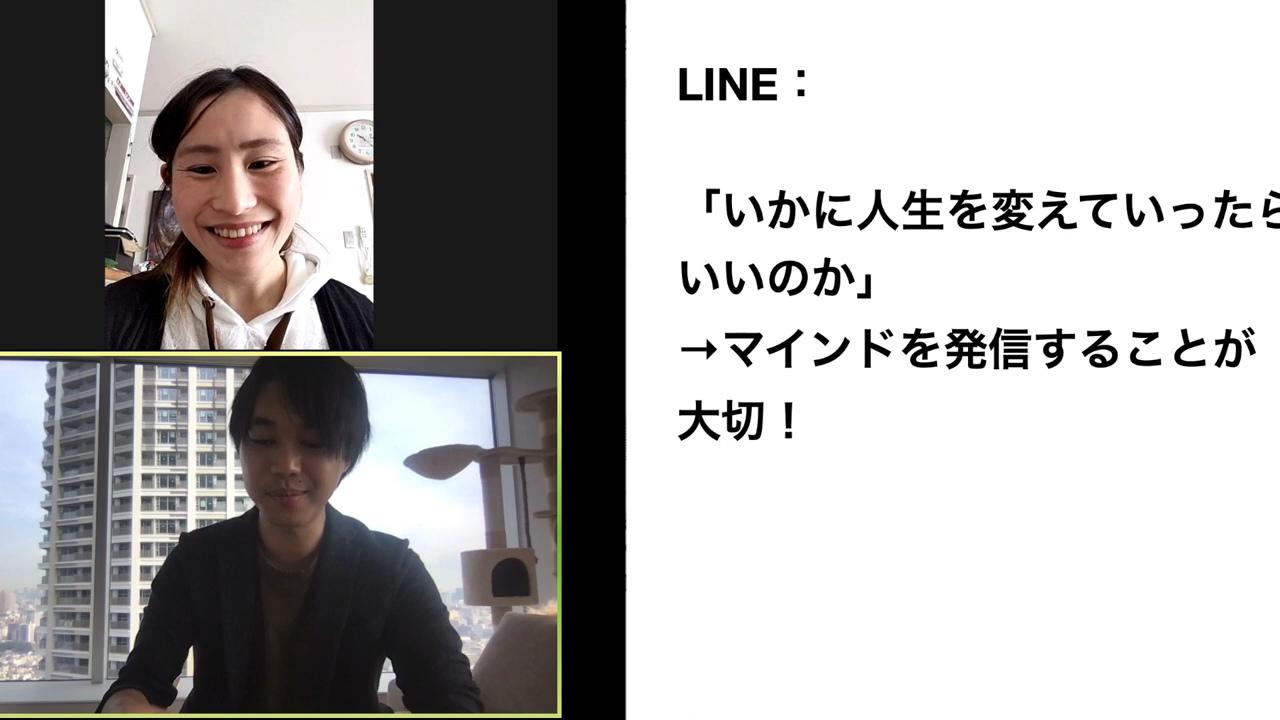 LINE：
「いかに人生を変えていったら
いいのか」
→マインドを発信することが
大切！